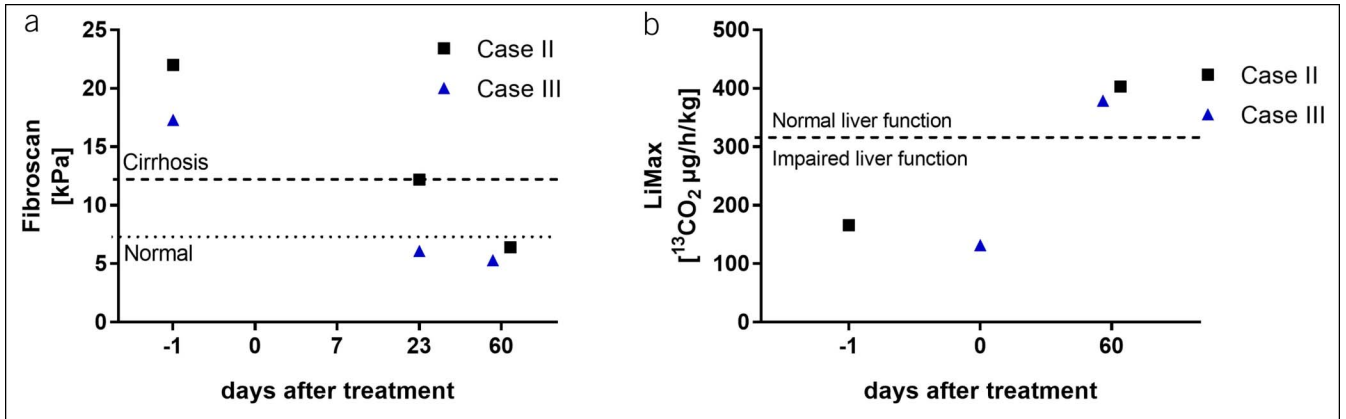 a
25
20
15
10
5
0
Fibroscan
[kPa]
Case II
Case III
Cirrhosis
Normal
-1 0 7 23 60
days after treatment
b
500
400
300
200
100
0
LiMax
[¹³CO₂ µg/h/kg]
Case II
Case III
Normal liver function
Impaired liver function
-1 0 60
days after treatment